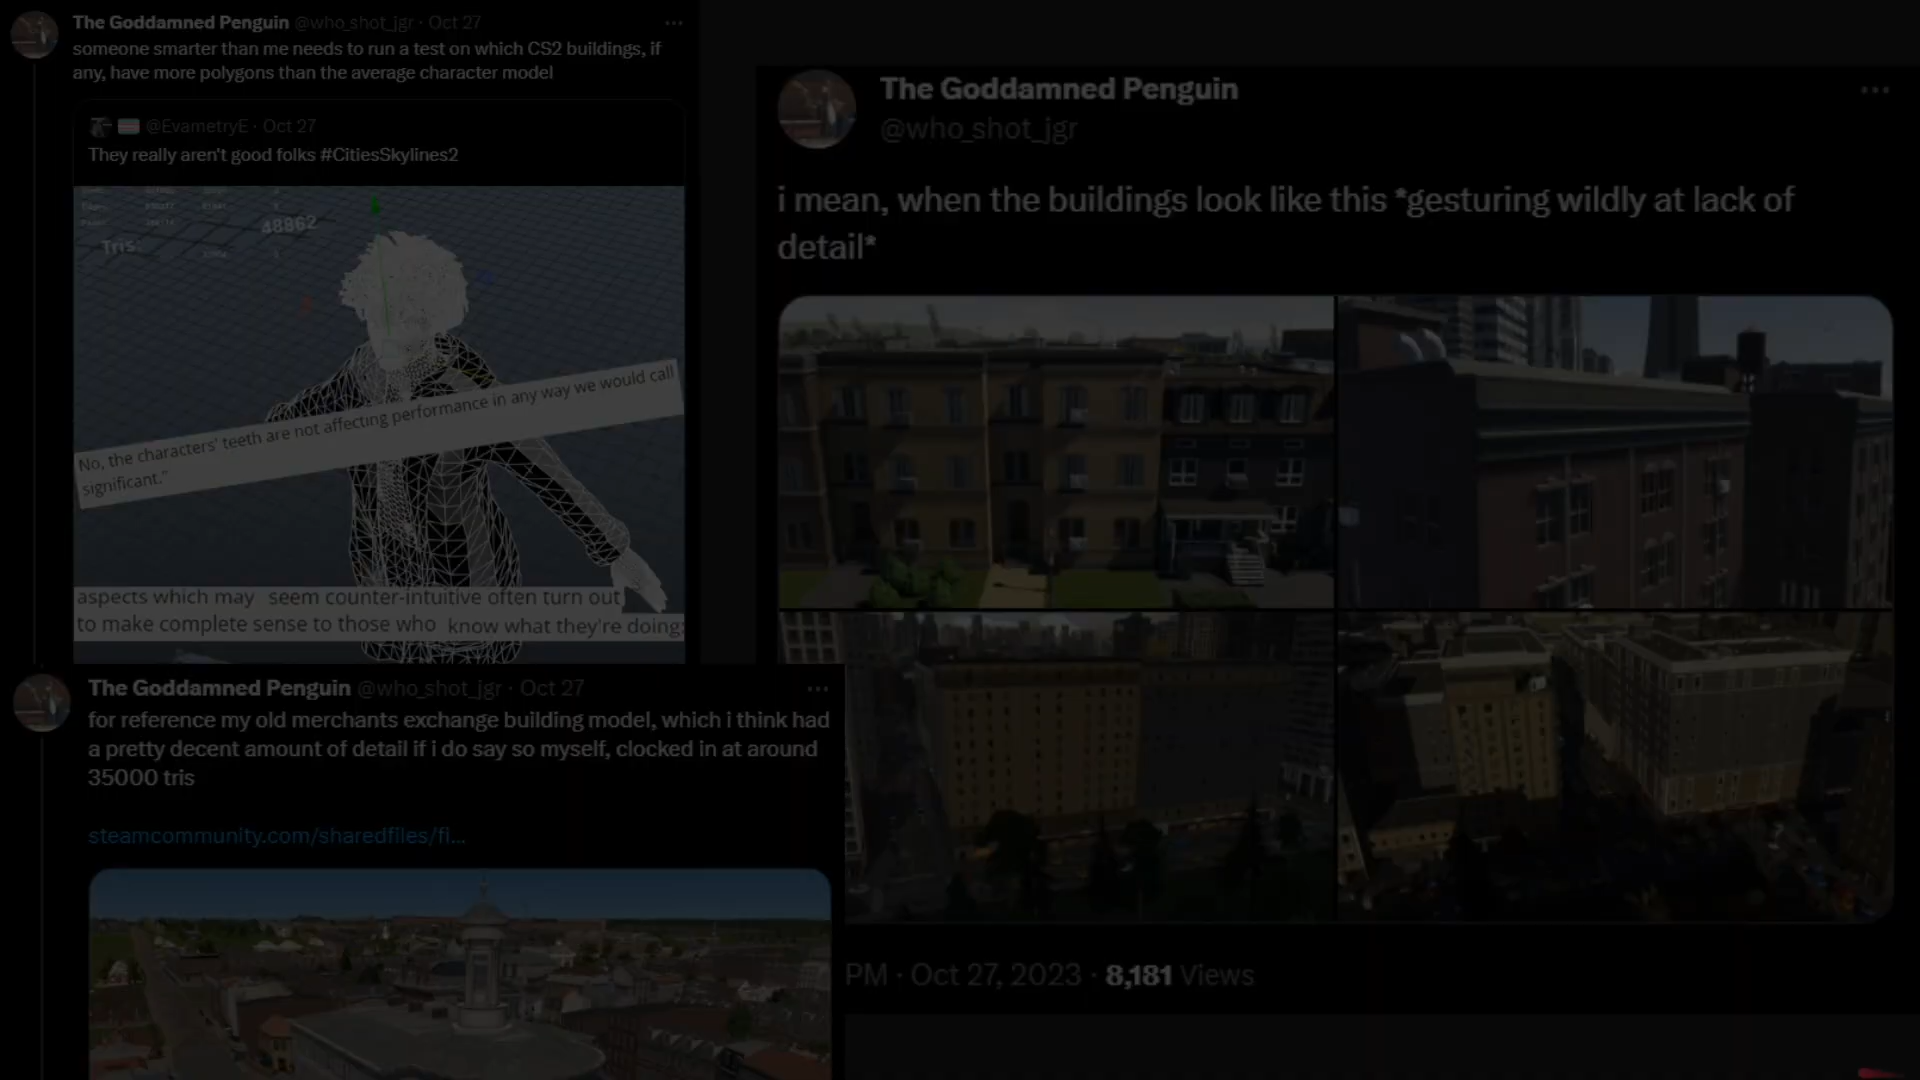 The Goddamned Penguin @who_shot_jgr · Oct 27
someone smarter than me needs to run a test on which CS2 buildings, if
any, have more polygons than the average character model
@EvametryE · Oct 27
They really aren't good folks #CitiesSkylines2
48862
Tris:
No, the characters' teeth are not affecting performance in any way we would call
significant."
aspects which may seem counter-intuitive often turn out
to make complete sense to those who know what they're doing;
The Goddamned Penguin @who_shot_jgr · Oct 27
for reference my old merchants exchange building model, which i think had
a pretty decent amount of detail if i do say so myself, clocked in at around
35000 tris
steamcommunity.com/sharedfiles/fi...
The Goddamned Penguin
@who_shot_jgr
i mean, when the buildings look like this *gesturing wildly at lack of
detail*
PM · Oct 27, 2023 · 8,181 Views